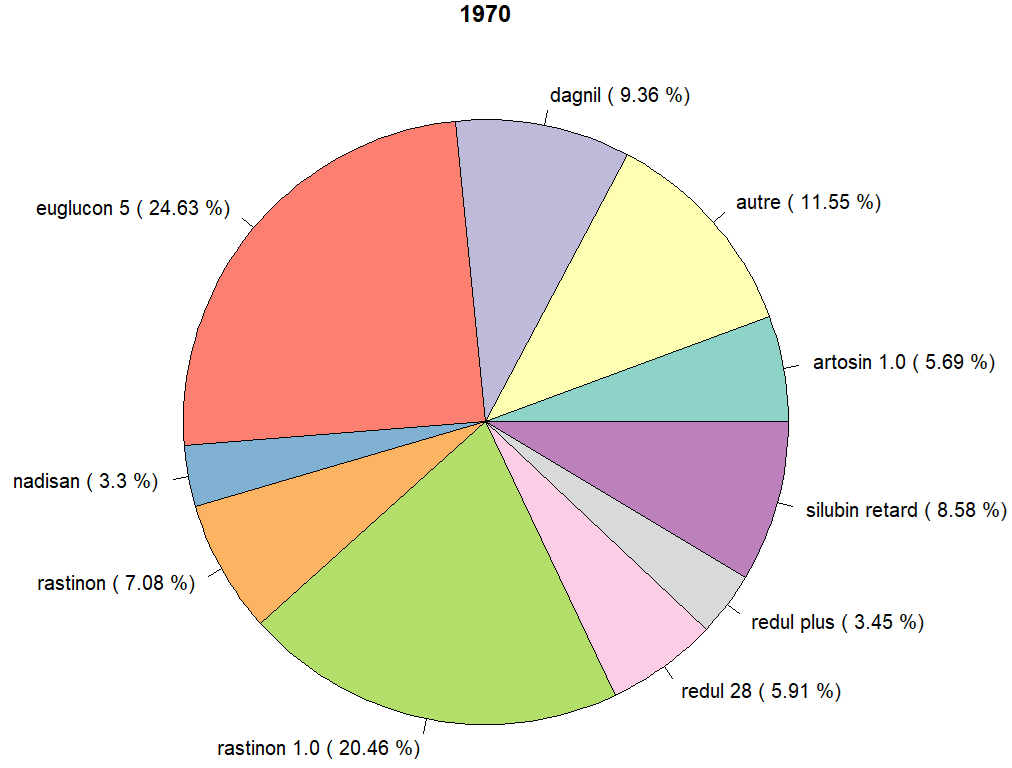 1970
dagnil ( 9.36 %)
autre ( 11.55 %)
euglucon 5 ( 24.63 %)
artosin 1.0 ( 5.69 %)
nadisan ( 3.3 %)
silubin retard ( 8.58 %)
rastinon ( 7.08 %)
redul plus ( 3.45 %)
redul 28 ( 5.91 %)
rastinon 1.0 ( 20.46 %)